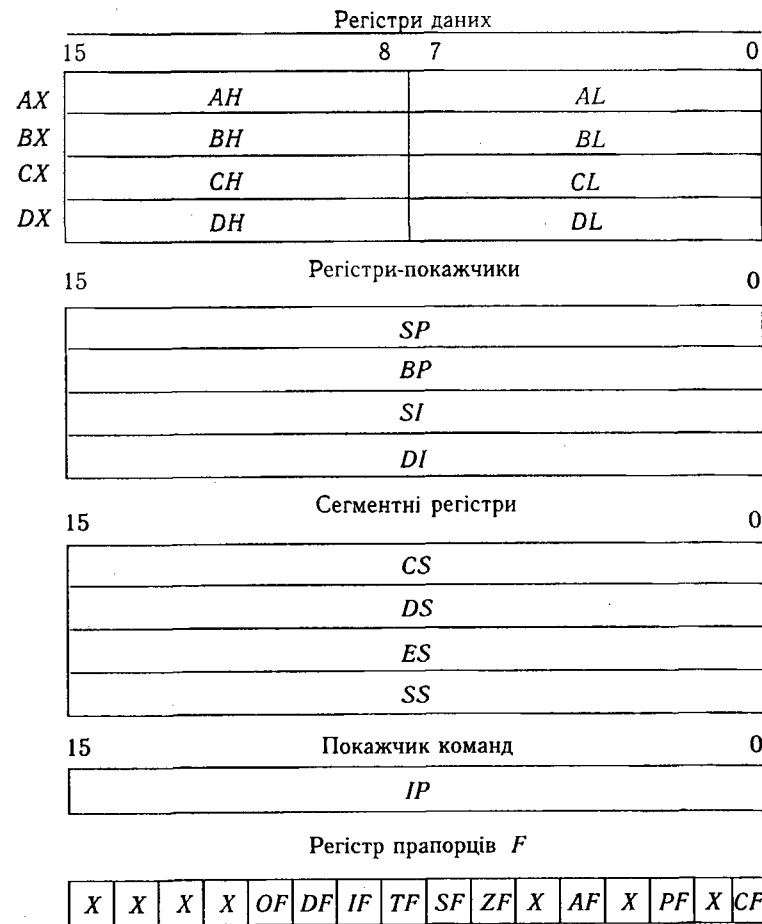 Регістри даних
15 8 7 0
AX AH AL
BX BH BL
CX CH CL
DX DH DL
Регістри-покажчики
15 0
SP
BP
SI
DI
Сегментні регістри
15 0
CS
DS
ES
SS
15 Покажчик команд 0
IP
Регістр прапорців F
X X X X OF DF IF TF SF ZF X AF X PF X CF